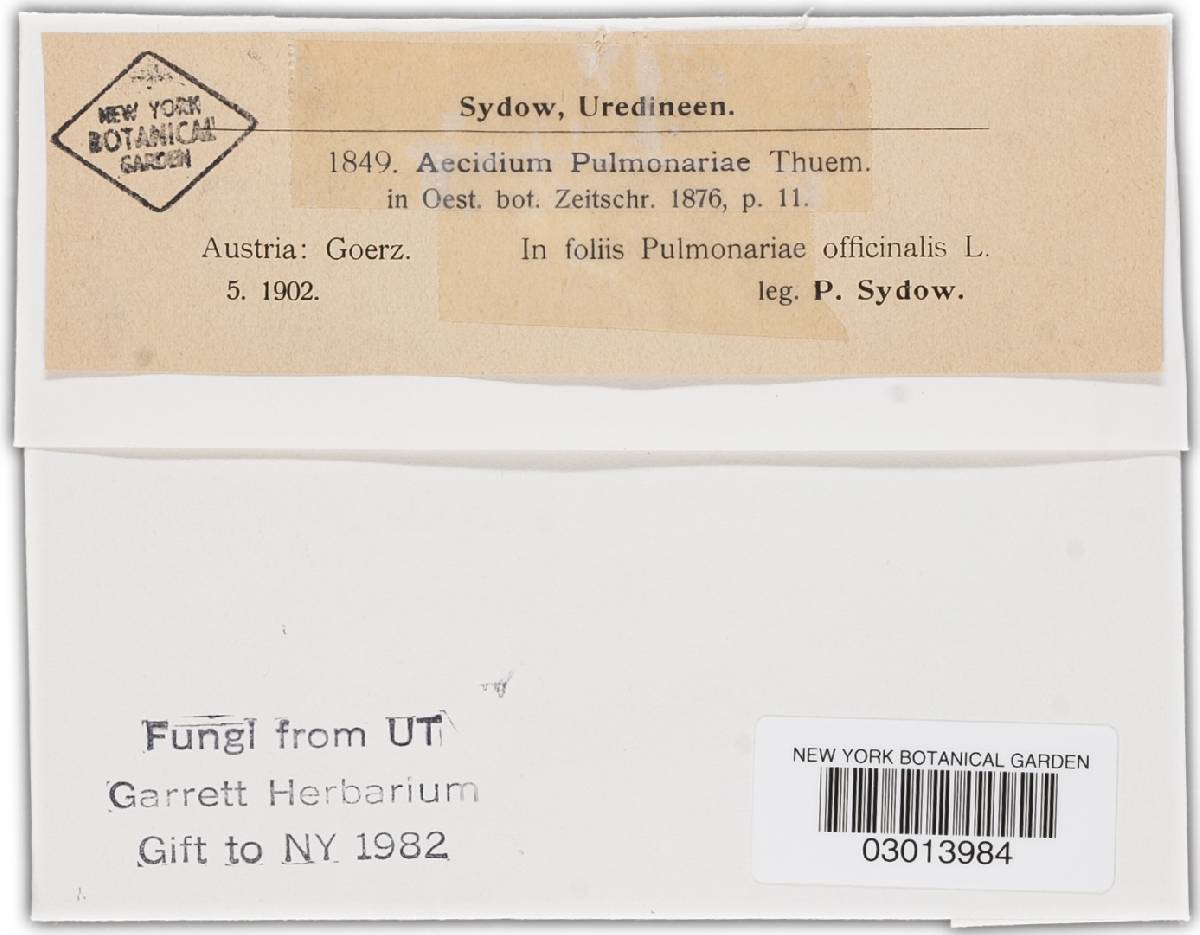 NEW YORK
BOTANICAL
GARDEN
Sydow, Uredineen.
1849. Aecidium Pulmonariae Thuem.
in Oest. bot. Zeitschr. 1876, p. 11.
Austria: Goerz. In foliis Pulmonariae officinalis L.
5. 1902. leg. P. Sydow.
Fungi from UT
Garrett Herbarium
Gift to NY 1982
NEW YORK BOTANICAL GARDEN
03013984